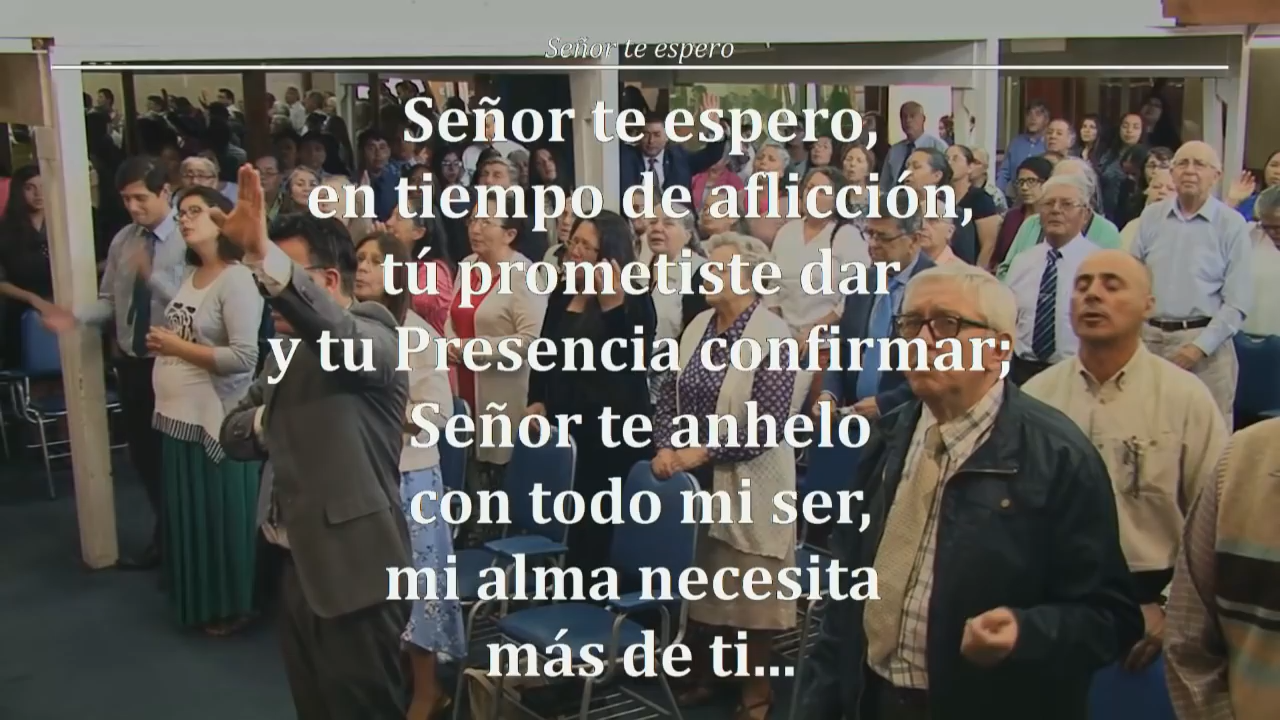 Señor te espero
Señor te espero,
en tiempo de aflicción,
tú prometiste dar
y tu Presencia confirmar;
Señor te anhelo
con todo mi ser,
mi alma necesita
más de ti...